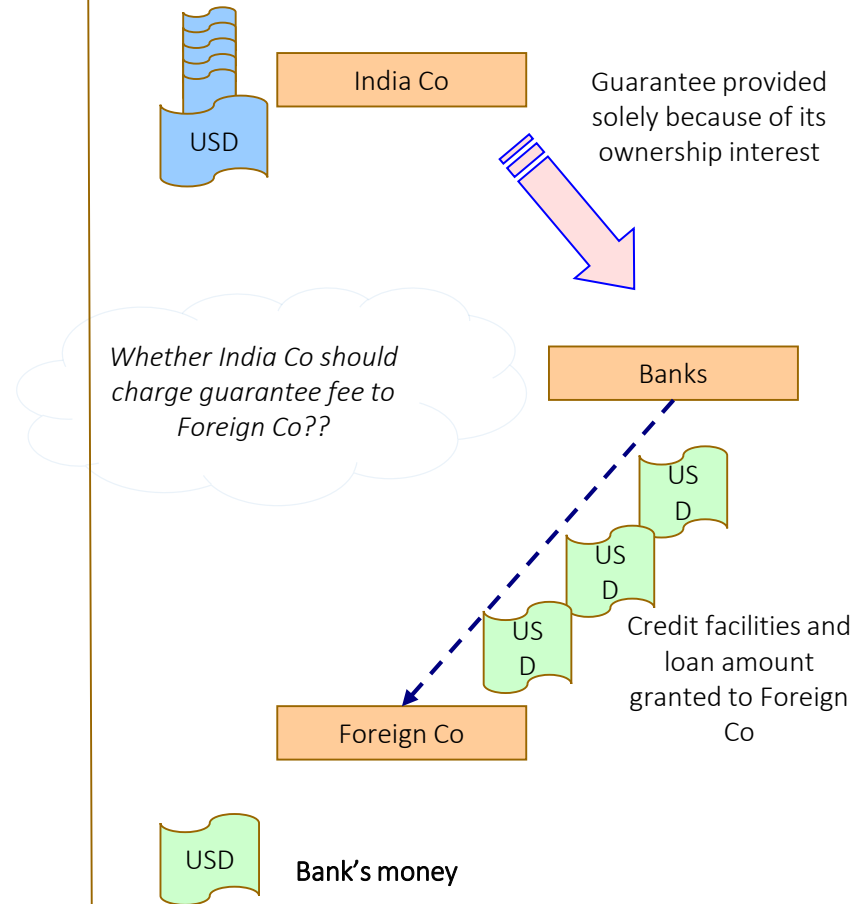 India Co
USD
Guarantee provided
solely because of its
ownership interest
Whether India Co should
charge guarantee fee to
Foreign Co??
Banks
US
D
US
D
US
D
Credit facilities and
loan amount
granted to Foreign
Co
Foreign Co
USD
Bank's money